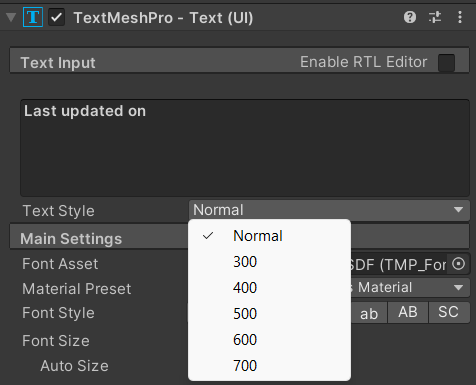 TextMeshPro - Text (UI)
Text Input Enable RTL Editor
Last updated on
Text Style Normal
Normal
300
400
500
600
700
Main Settings
Font Asset SDF (TMP_For
Material Preset s Material
Font Style ab AB SC
Font Size
Auto Size